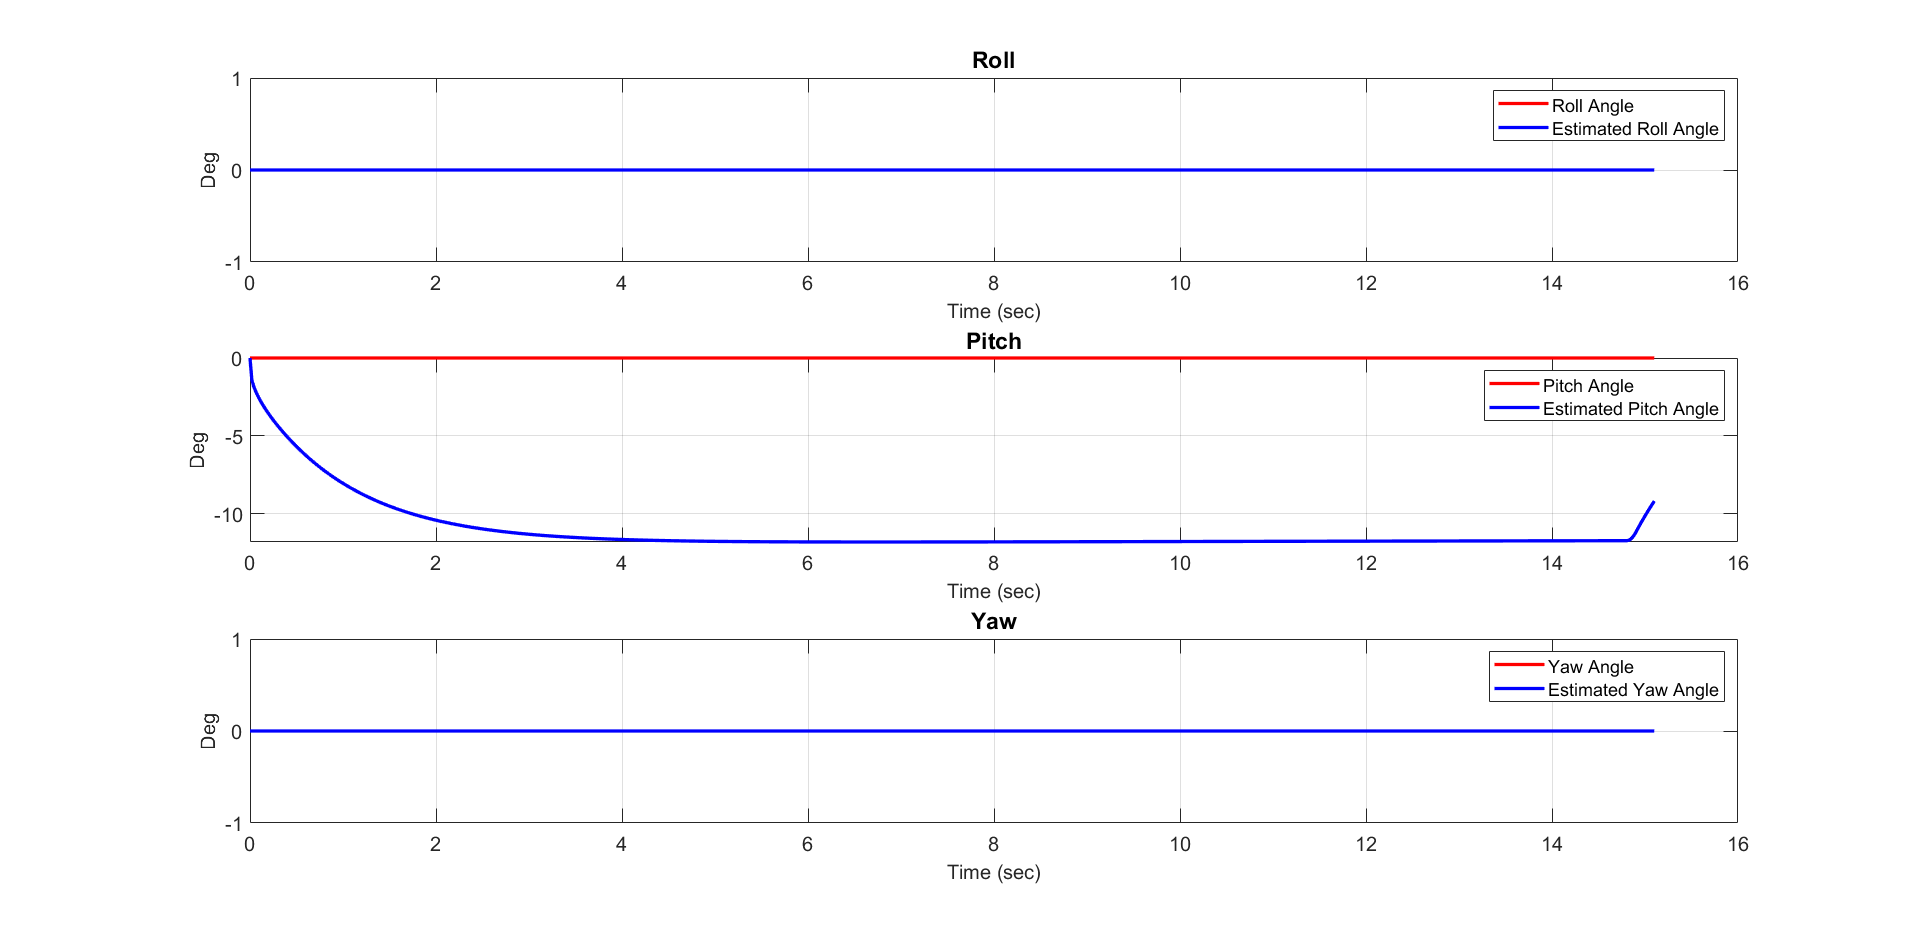 Roll
1
Roll Angle
Estimated Roll Angle
Deg
0
-1
0 2 4 6 8 10 12 14 16
Time (sec)
Pitch
0
Pitch Angle
Estimated Pitch Angle
Deg
-5
-10
0 2 4 6 8 10 12 14 16
Time (sec)
Yaw
1
Yaw Angle
Estimated Yaw Angle
Deg
0
-1
0 2 4 6 8 10 12 14 16
Time (sec)